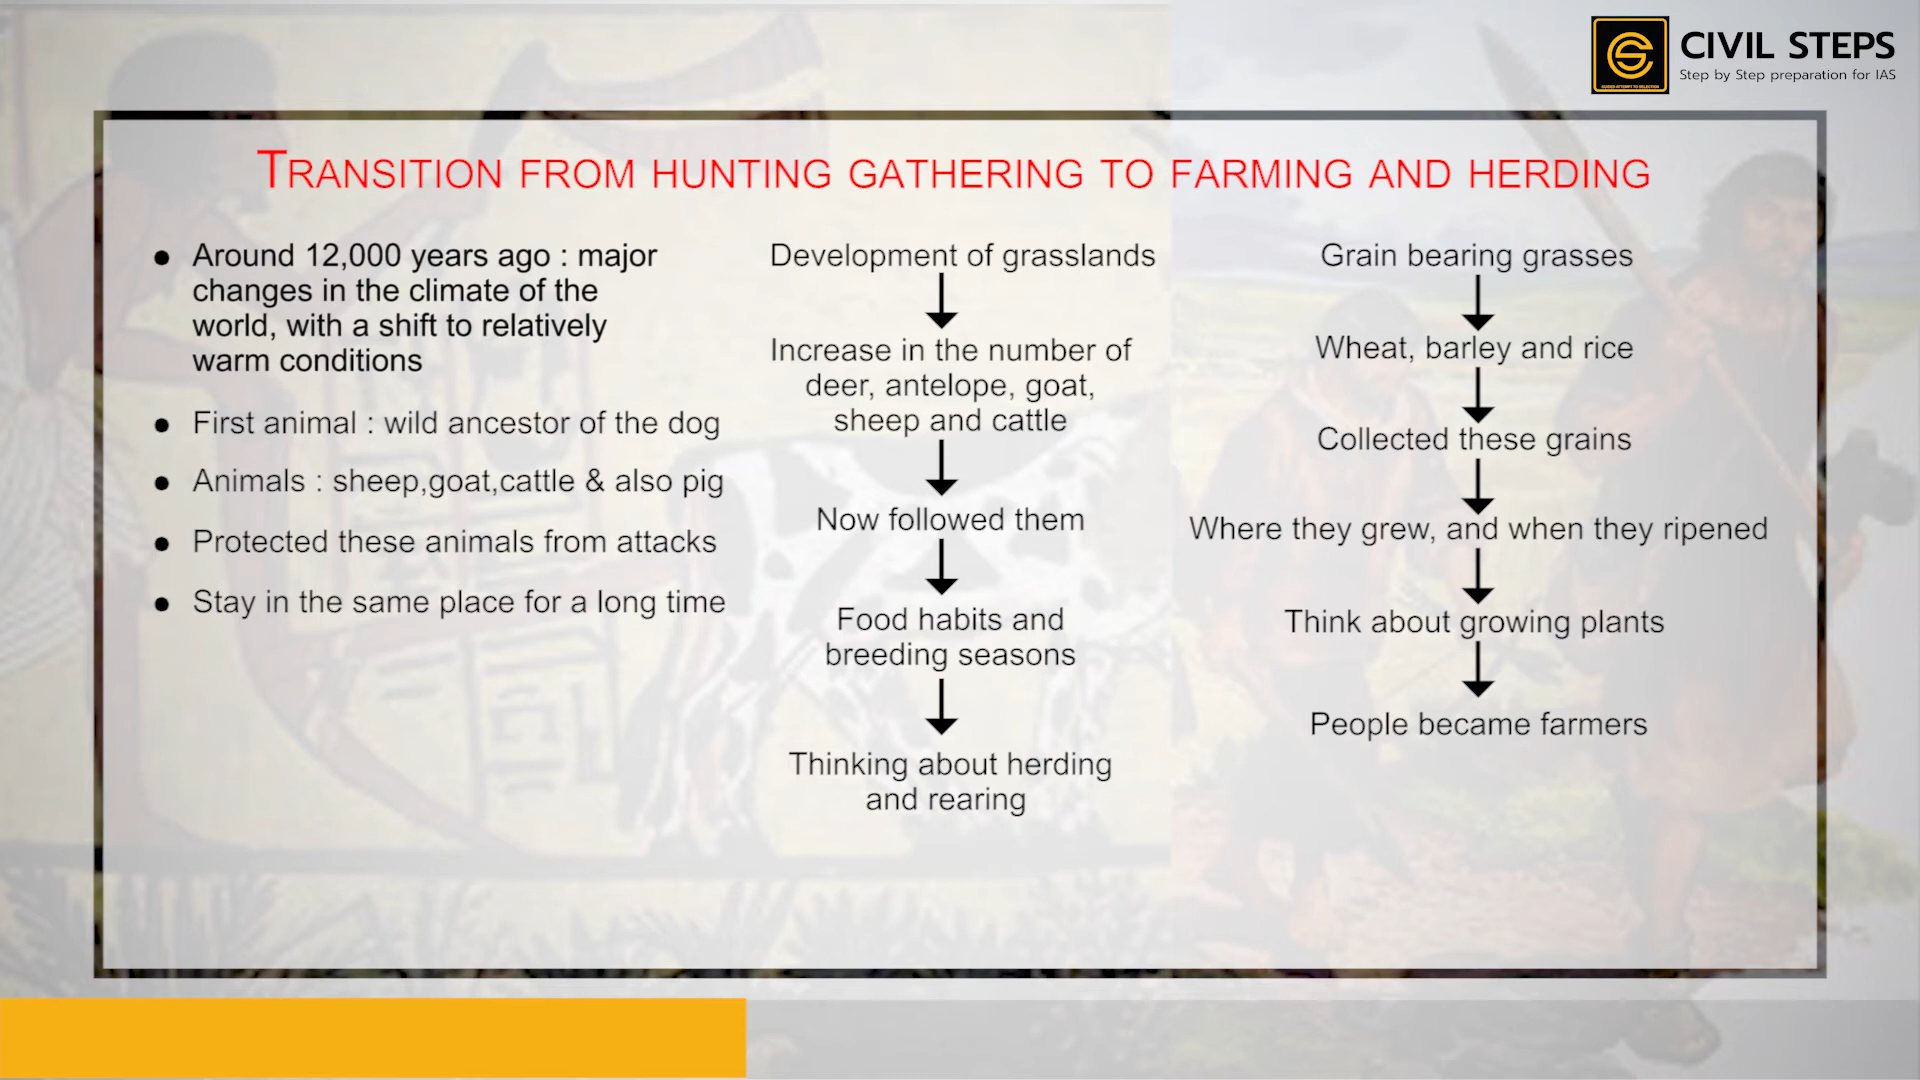 CIVIL STEPS
Step by Step preparation for IAS
TRANSITION FROM HUNTING GATHERING TO FARMING AND HERDING
● Around 12,000 years ago : major
changes in the climate of the
world, with a shift to relatively
warm conditions
● First animal : wild ancestor of the dog
● Animals : sheep,goat,cattle & also pig
● Protected these animals from attacks
● Stay in the same place for a long time
Development of grasslands
Increase in the number of
deer, antelope, goat,
sheep and cattle
Now followed them
Food habits and
breeding seasons
Thinking about herding
and rearing
Grain bearing grasses
Wheat, barley and rice
Collected these grains
Where they grew, and when they ripened
Think about growing plants
People became farmers